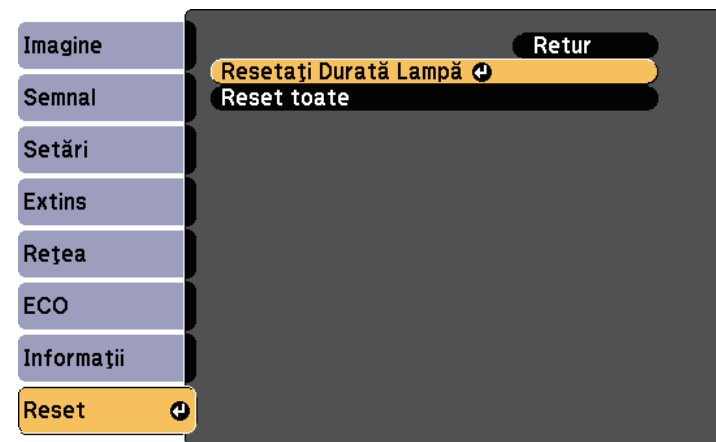 Imagine
Semnal
Setări
Extins
Reţea
ECO
Informaţii
Reset
Retur
Resetaţi Durată Lampă
Reset toate